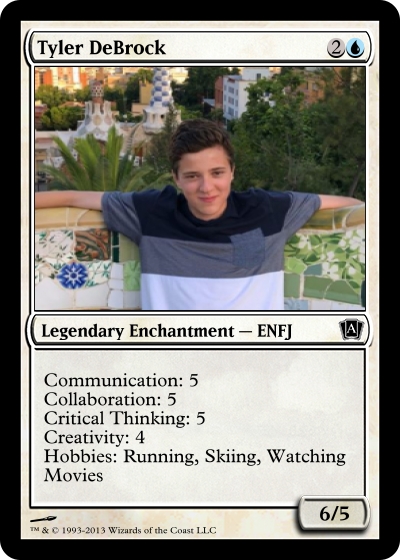 Tyler DeBrock 2
Legendary Enchantment — ENFJ A
Communication: 5
Collaboration: 5
Critical Thinking: 5
Creativity: 4
Hobbies: Running, Skiing, Watching
Movies
6/5
™ & © 1993-2013 Wizards of the Coast LLC